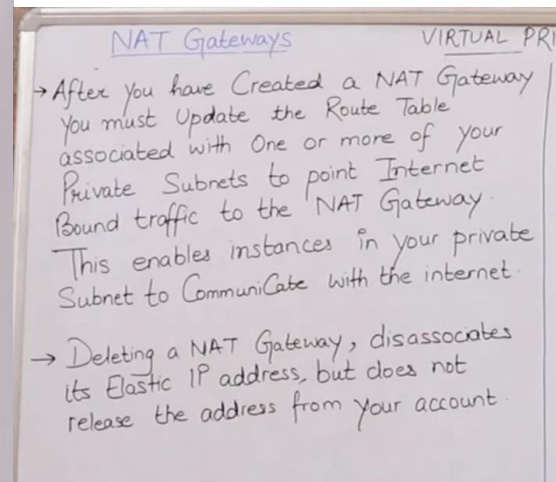 NAT Gateways
VIRTUAL PRI
→ After you have Created a NAT Gateway
you must Update the Route Table
associated with One or more of your
Private Subnets to point Internet
Bound traffic to the NAT Gateway.
This enables instances in your private
Subnet to CommuniCate with the internet.
→ Deleting a NAT Gateway, disassociates
its Elastic IP address, but does not
release the address from your account.